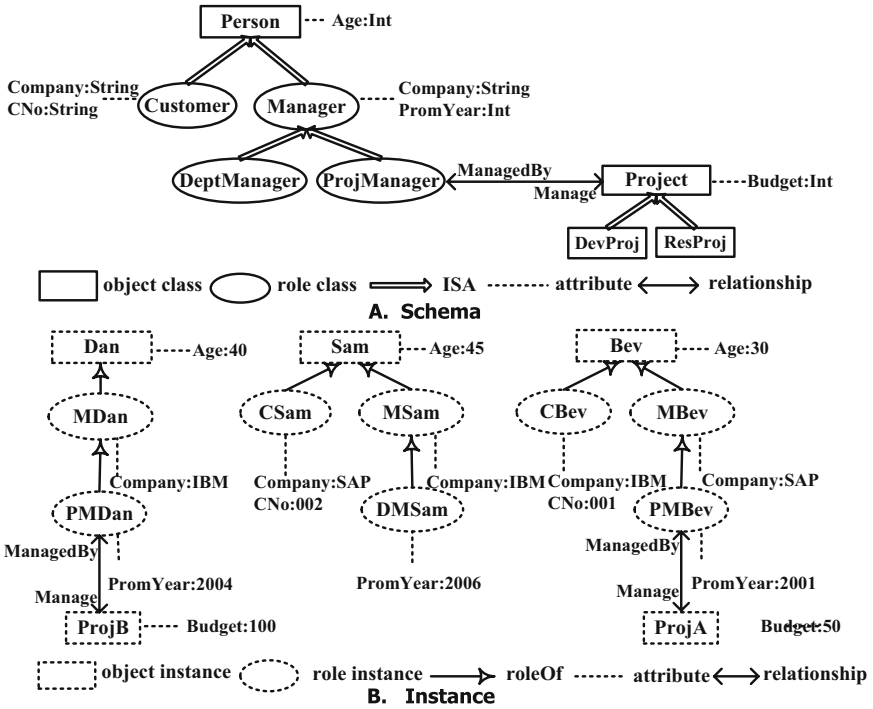 Person
Age:Int
Company:String
CNo:String
Customer
Manager
Company:String
PromYear:Int
DeptManager
ProjManager
ManagedBy
Manage
Project
Budget:Int
DevProj
ResProj
object class
role class
ISA
attribute
relationship
A. Schema
Dan
Age:40
Sam
Age:45
Bev
Age:30
MDan
CSam
MSam
CBev
MBev
Company:IBM
Company:SAP
CNo:002
Company:IBM
Company:IBM
CNo:001
Company:SAP
PMDan
DMSam
PMBev
ManagedBy
ManagedBy
PromYear:2004
PromYear:2006
PromYear:2001
Manage
Manage
ProjB
Budget:100
ProjA
Budget:50
object instance
role instance
roleOf
attribute
relationship
B. Instance